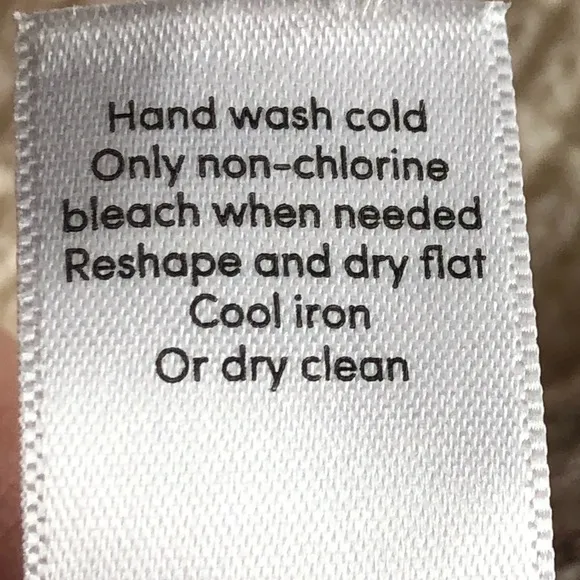 Hand wash cold
Only non-chlorine
bleach when needed
Reshape and dry flat
Cool iron
Or dry clean